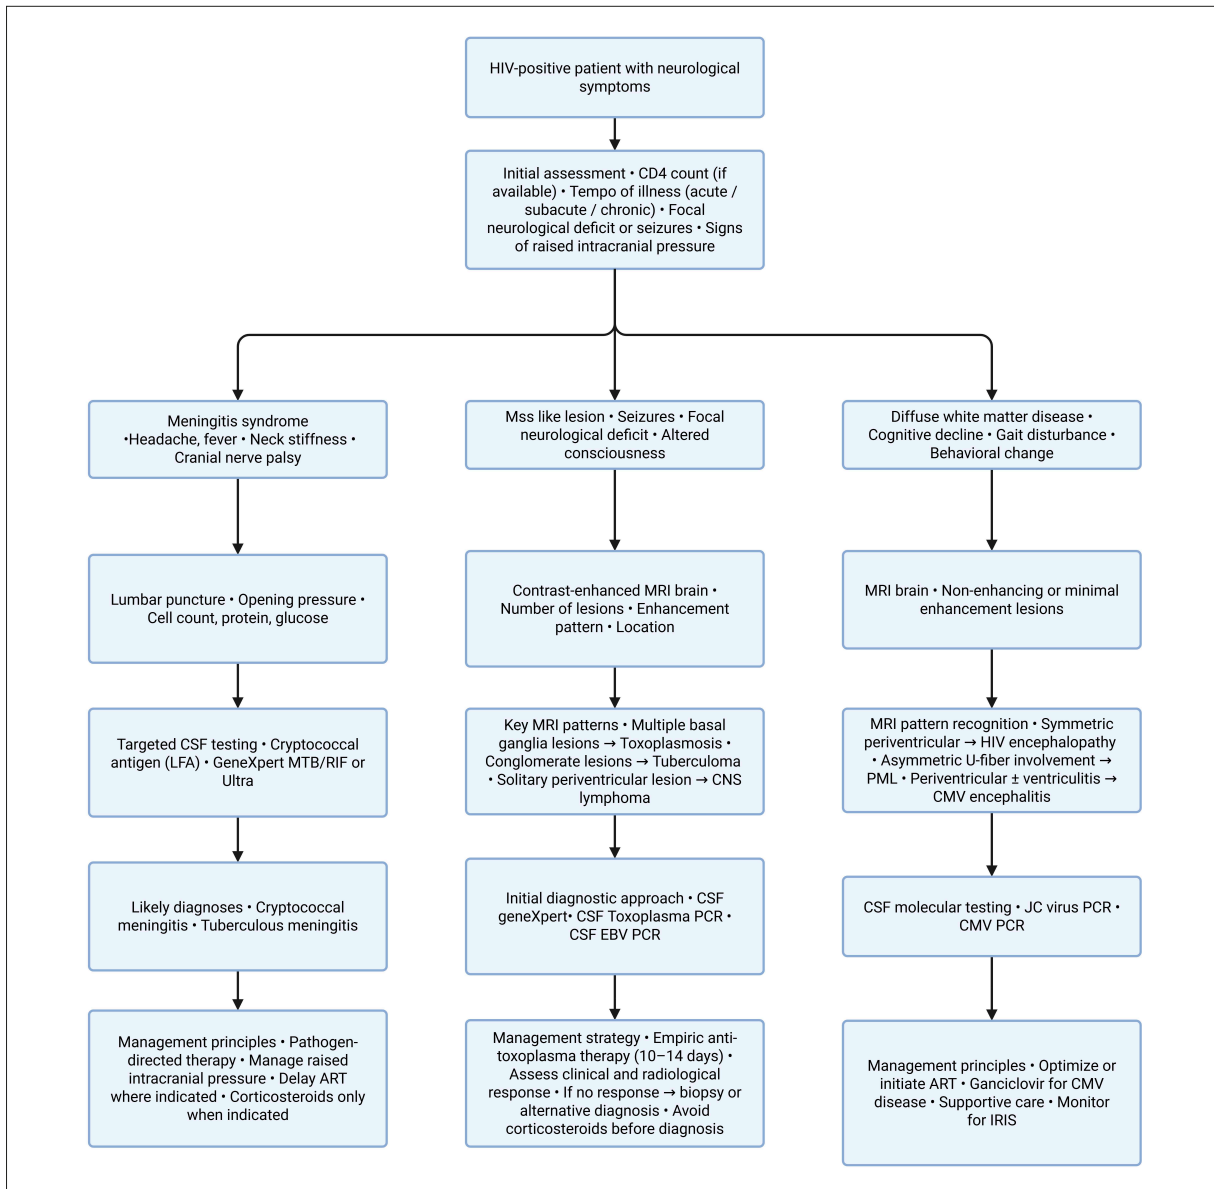 HIV-positive patient with neurological
symptoms
Initial assessment • CD4 count (if
available) • Tempo of illness (acute /
subacute / chronic) • Focal
neurological deficit or seizures • Signs
of raised intracranial pressure
Meningitis syndrome
•Headache, fever • Neck stiffness •
Cranial nerve palsy
Lumbar puncture • Opening pressure •
Cell count, protein, glucose
Targeted CSF testing • Cryptococcal
antigen (LFA) • GeneXpert MTB/RIF or
Ultra
Likely diagnoses • Cryptococcal
meningitis • Tuberculous meningitis
Management principles • Pathogen-
directed therapy • Manage raised
intracranial pressure • Delay ART
where indicated • Corticosteroids only
when indicated
Mss like lesion • Seizures • Focal
neurological deficit • Altered
consciousness
Contrast-enhanced MRI brain •
Number of lesions • Enhancement
pattern • Location
Key MRI patterns • Multiple basal
ganglia lesions → Toxoplasmosis •
Conglomerate lesions → Tuberculoma
• Solitary periventricular lesion → CNS
lymphoma
Initial diagnostic approach • CSF
geneXpert• CSF Toxoplasma PCR •
CSF EBV PCR
Management strategy • Empiric anti-
toxoplasma therapy (10–14 days) •
Assess clinical and radiological
response • If no response → biopsy or
alternative diagnosis • Avoid
corticosteroids before diagnosis
Diffuse white matter disease •
Cognitive decline • Gait disturbance •
Behavioral change
MRI brain • Non-enhancing or minimal
enhancement lesions
MRI pattern recognition • Symmetric
periventricular → HIV encephalopathy
• Asymmetric U-fiber involvement →
PML • Periventricular ± ventriculitis →
CMV encephalitis
CSF molecular testing • JC virus PCR •
CMV PCR
Management principles • Optimize or
initiate ART • Ganciclovir for CMV
disease • Supportive care • Monitor
for IRIS